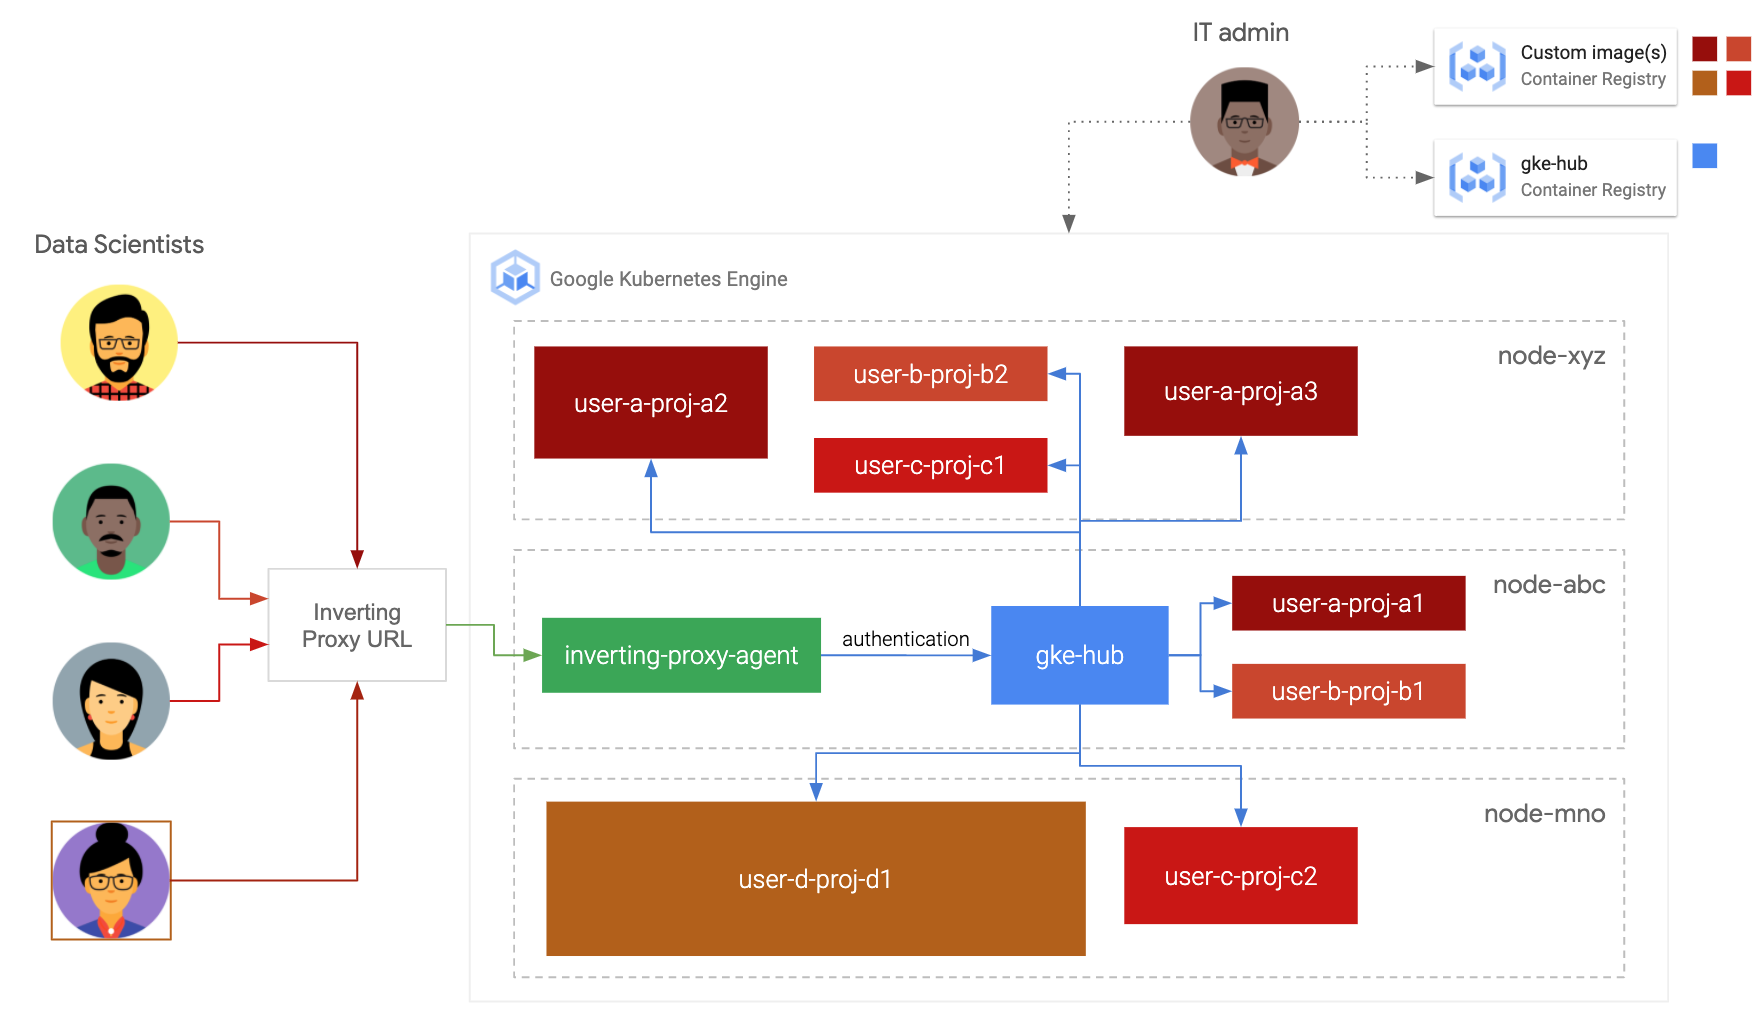 IT admin
Custom image(s)
Container Registry
gke-hub
Container Registry
Data Scientists
Google Kubernetes Engine
node-xyz
user-a-proj-a2
user-b-proj-b2
user-a-proj-a3
user-c-proj-c1
node-abc
Inverting
Proxy URL
inverting-proxy-agent
authentication
gke-hub
user-a-proj-a1
user-b-proj-b1
node-mno
user-d-proj-d1
user-c-proj-c2